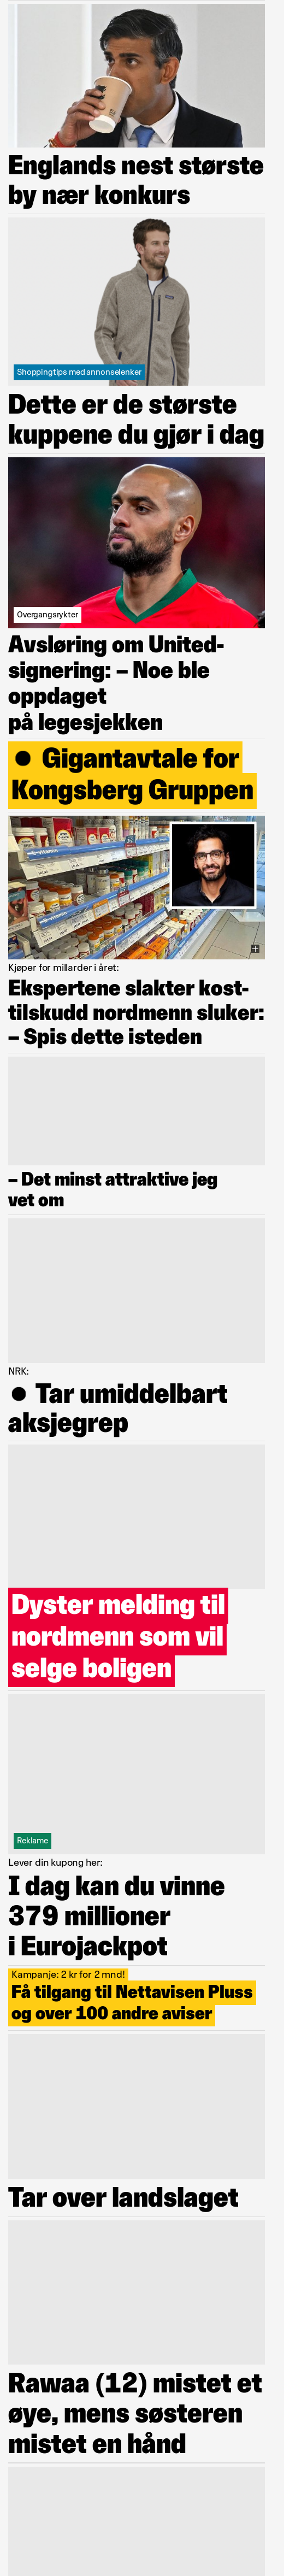 Englands nest største
by nær konkurs
Shoppingtips med annonselenker
Dette er de største
kuppene du gjør i dag
Overgangsrykter
Avsløring om United-
signering: – Noe ble
oppdaget
på legesjekken
● Gigantavtale for
Kongsberg Gruppen
Kjøper for millarder i året:
Ekspertene slakter kost-
tilskudd nordmenn sluker:
– Spis dette isteden
– Det minst attraktive jeg
vet om
NRK:
● Tar umiddelbart
aksjegrep
Dyster melding til
nordmenn som vil
selge boligen
Reklame
Lever din kupong her:
I dag kan du vinne
379 millioner
i Eurojackpot
Kampanje: 2 kr for 2 mnd!
Få tilgang til Nettavisen Pluss
og over 100 andre aviser
Tar over landslaget
Rawaa (12) mistet et
øye, mens søsteren
mistet en hånd